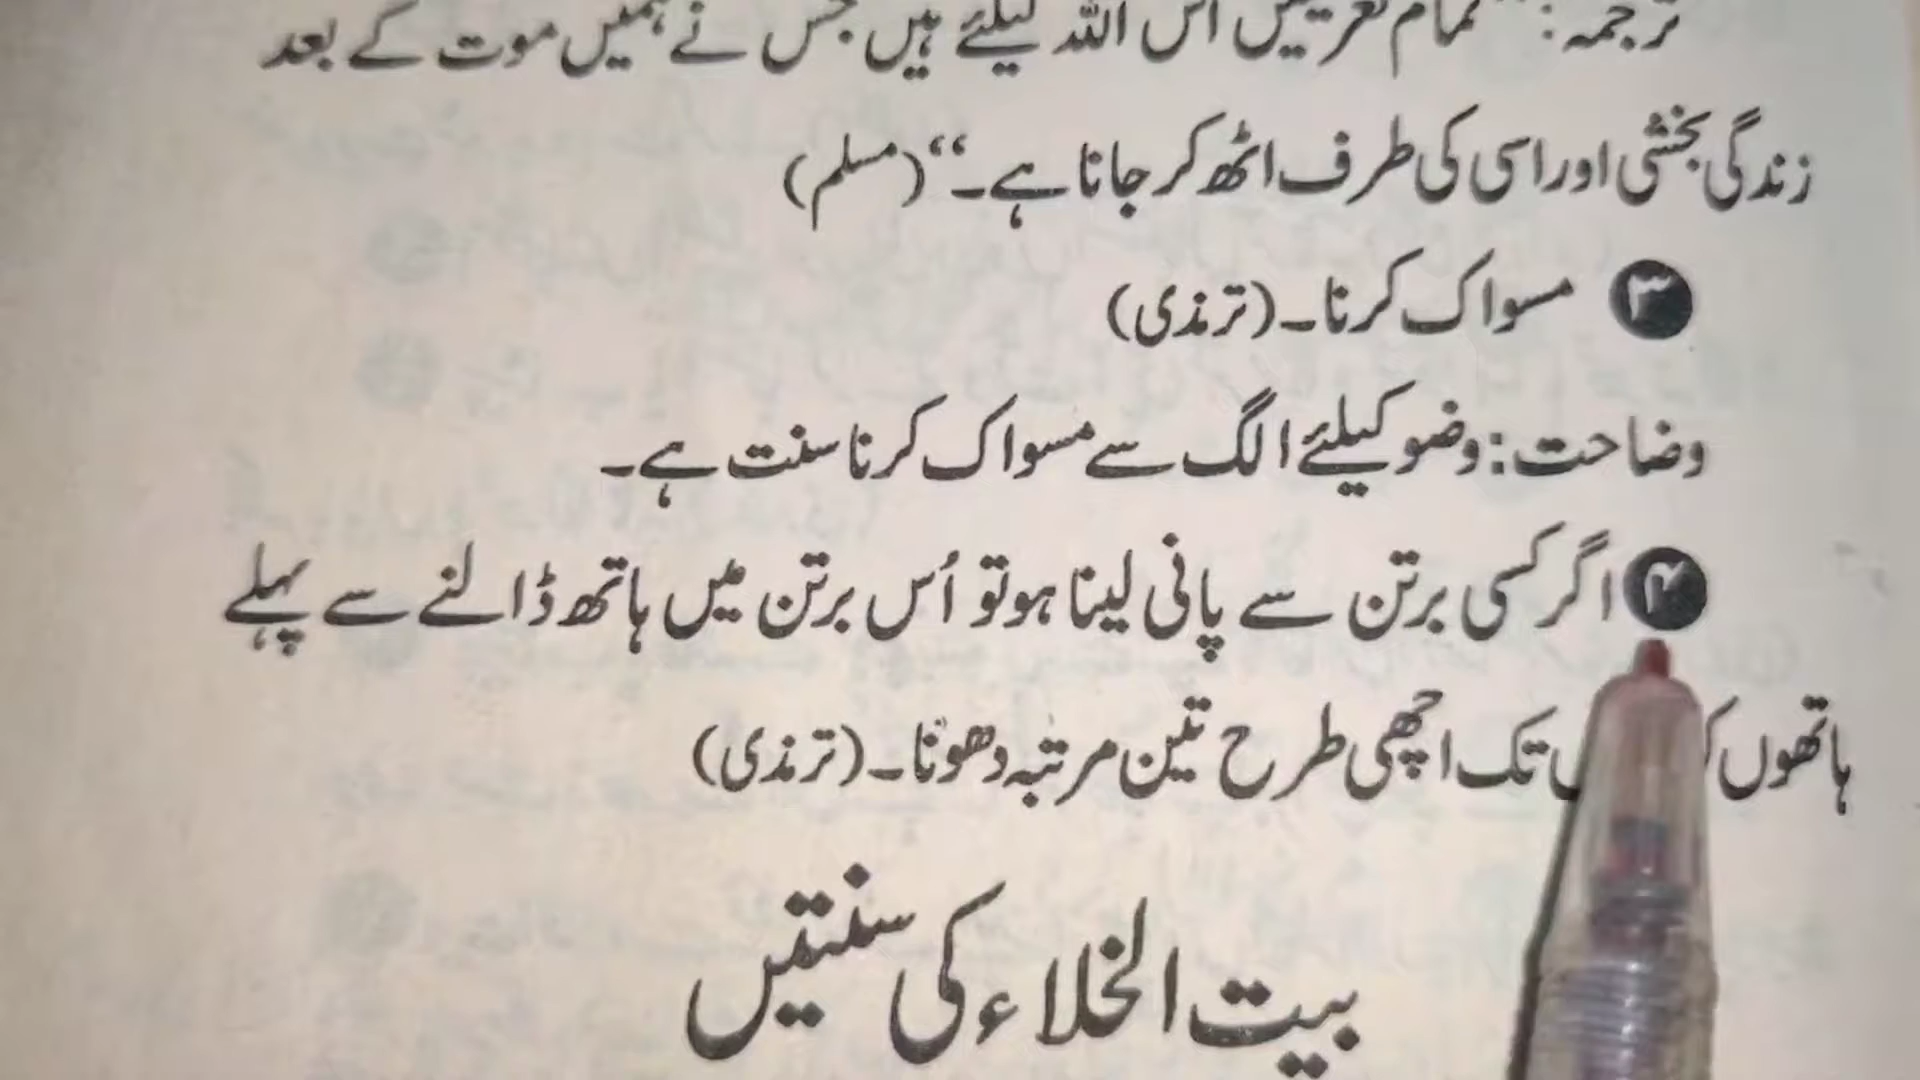 ترجمہ: "تمام تعریفیں اس اللہ کیلئے ہیں جس نے ہمیں موت کے بعد
زندگی بخشی اور اسی کی طرف اٹھ کر جانا ہے۔“ (مسلم)
۳ مسواک کرنا۔ (ترمذی)
وضاحت: وضو کیلئے الگ سے مسواک کرنا سنت ہے۔
۴ اگر کسی برتن سے پانی لینا ہو تو اُس برتن میں ہاتھ ڈالنے سے پہلے
ہاتھوں تک اچھی طرح تین مرتبہ دھونا۔ (ترمذی)
بیت الخلاء کی سنتیں